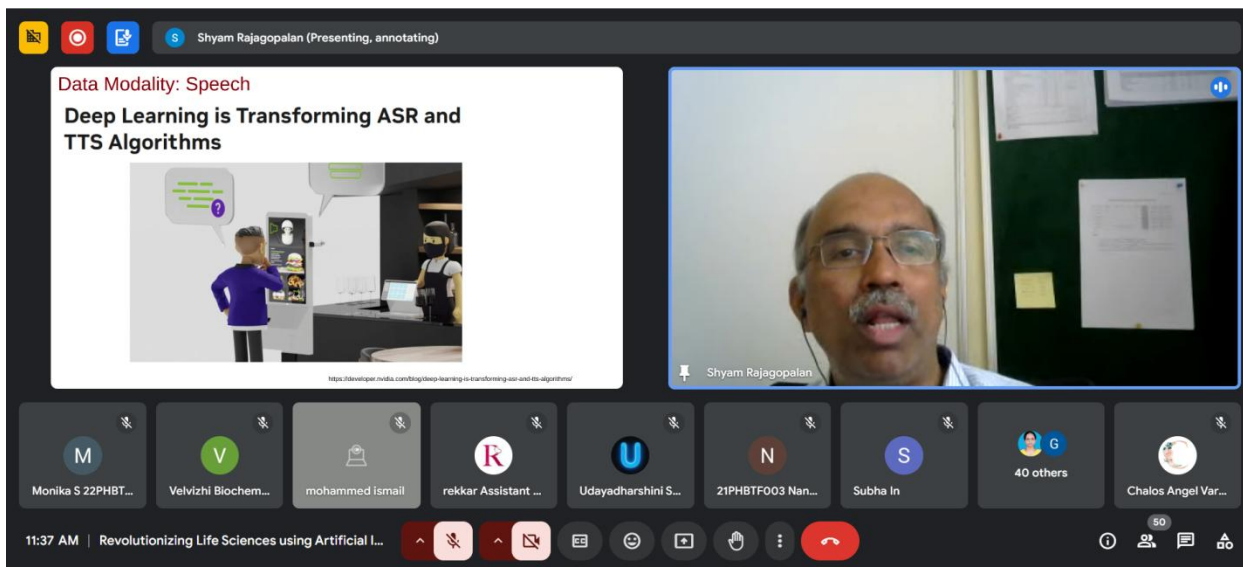 S Shyam Rajagopalan (Presenting, annotating)
Data Modality: Speech
Deep Learning is Transforming ASR and
TTS Algorithms
?
https://developer.nvidia.com/blog/deep-learning-is-transforming-asr-and-tts-algorithms/
Shyam Rajagopalan
M
Monika S 22PHBT...
V
Velvizhi Biochem...
mohammed ismail
R
rekkar Assistant ...
U
Udayadharshini S...
N
21PHBTF003 Nan...
S
Subha In
G
40 others
Chalos Angel Var...
11:37 AM | Revolutionizing Life Sciences using Artificial I...
CC
50